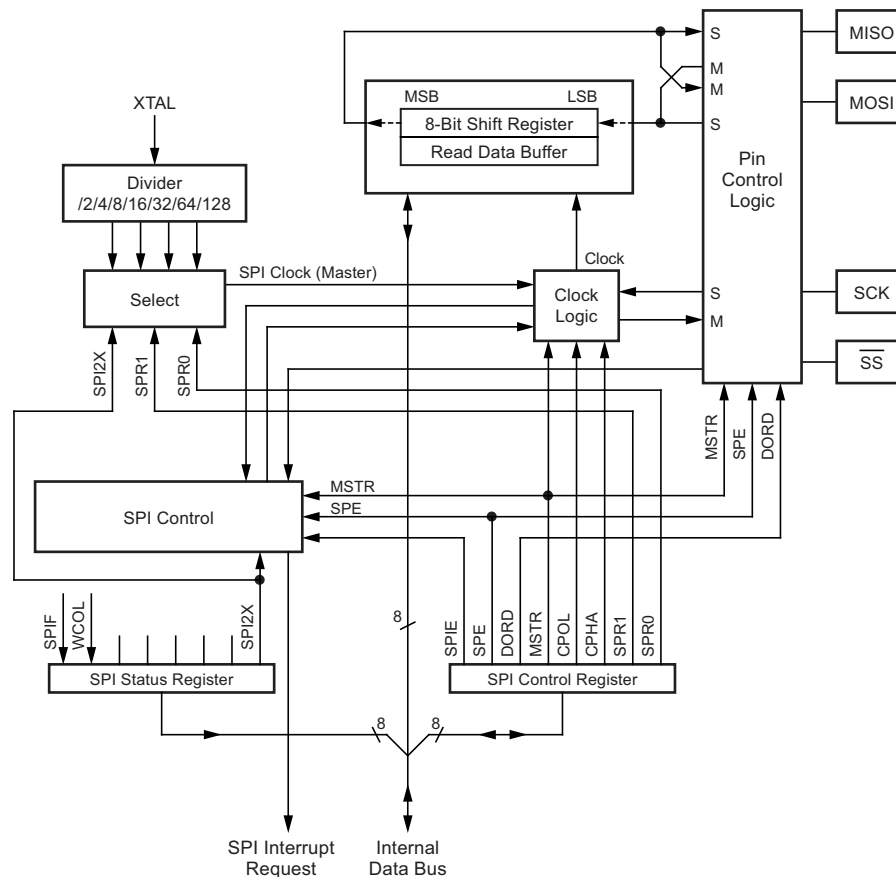 MISO
S
M
M
MOSI
MSB
LSB
XTAL
8-Bit Shift Register
S
Read Data Buffer
Pin
Control
Logic
Divider
/2/4/8/16/32/64/128
Clock
SPI Clock (Master)
Select
Clock
Logic
S
M
SCK
SS
SPI2X
SPR1
SPR0
MSTR
SPE
DORD
MSTR
SPE
SPI Control
SPIF
WCOL
SPI2X
8
SPIE
SPE
DORD
MSTR
CPOL
CPHA
SPR1
SPR0
SPI Status Register
SPI Control Register
8
8
SPI Interrupt
Request
Internal
Data Bus